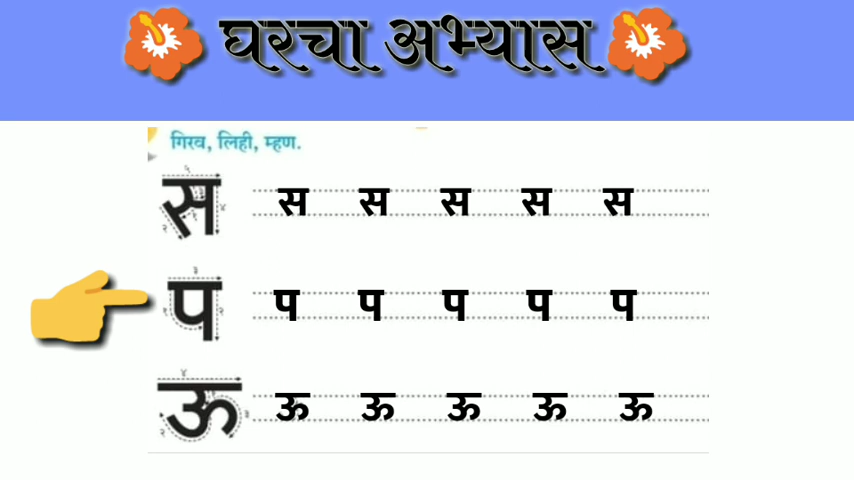 घरचा अभ्यास
गिरव, लिही, म्हण.
स स स स स स
प प प प प प
ऊ ऊ ऊ ऊ ऊ ऊ